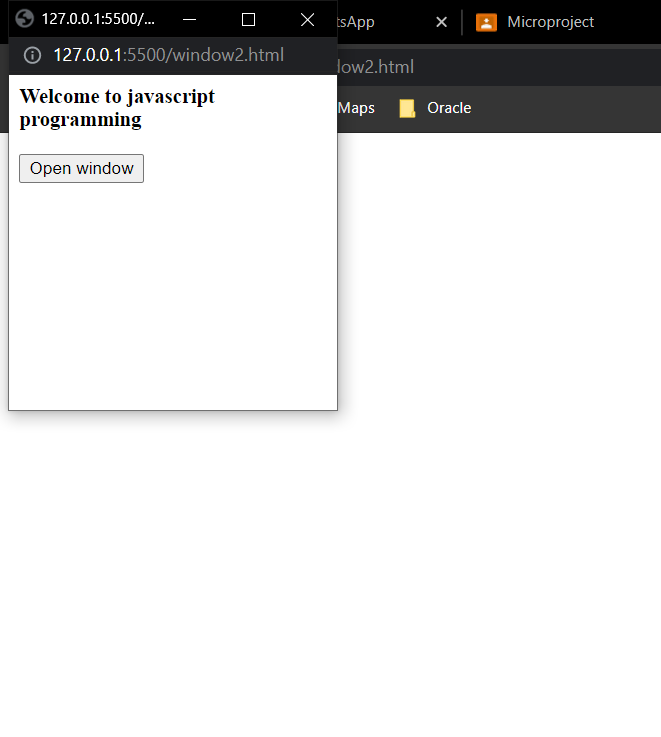 127.0.0.1:5500/...
tsApp
Microproject
127.0.0.1:5500/window2.html
dow2.html
Maps
Oracle
Welcome to javascript
programming
Open window